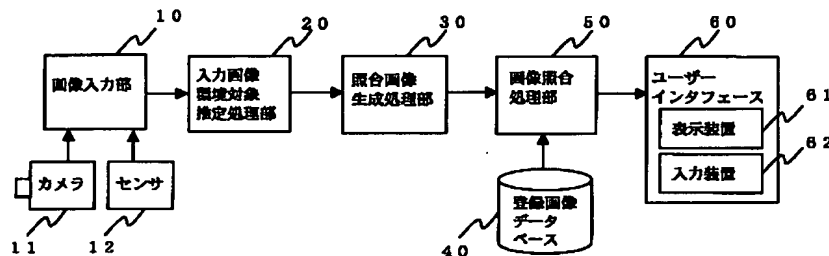 10
画像入力部
カメラ
11
センサ
12
20
入力画像
環境対象
推定処理部
30
照合画像
生成処理部
50
画像照合
処理部
登録画像
データ
ベース
40
60
ユーザー
インタフェース
表示装置
61
入力装置
62